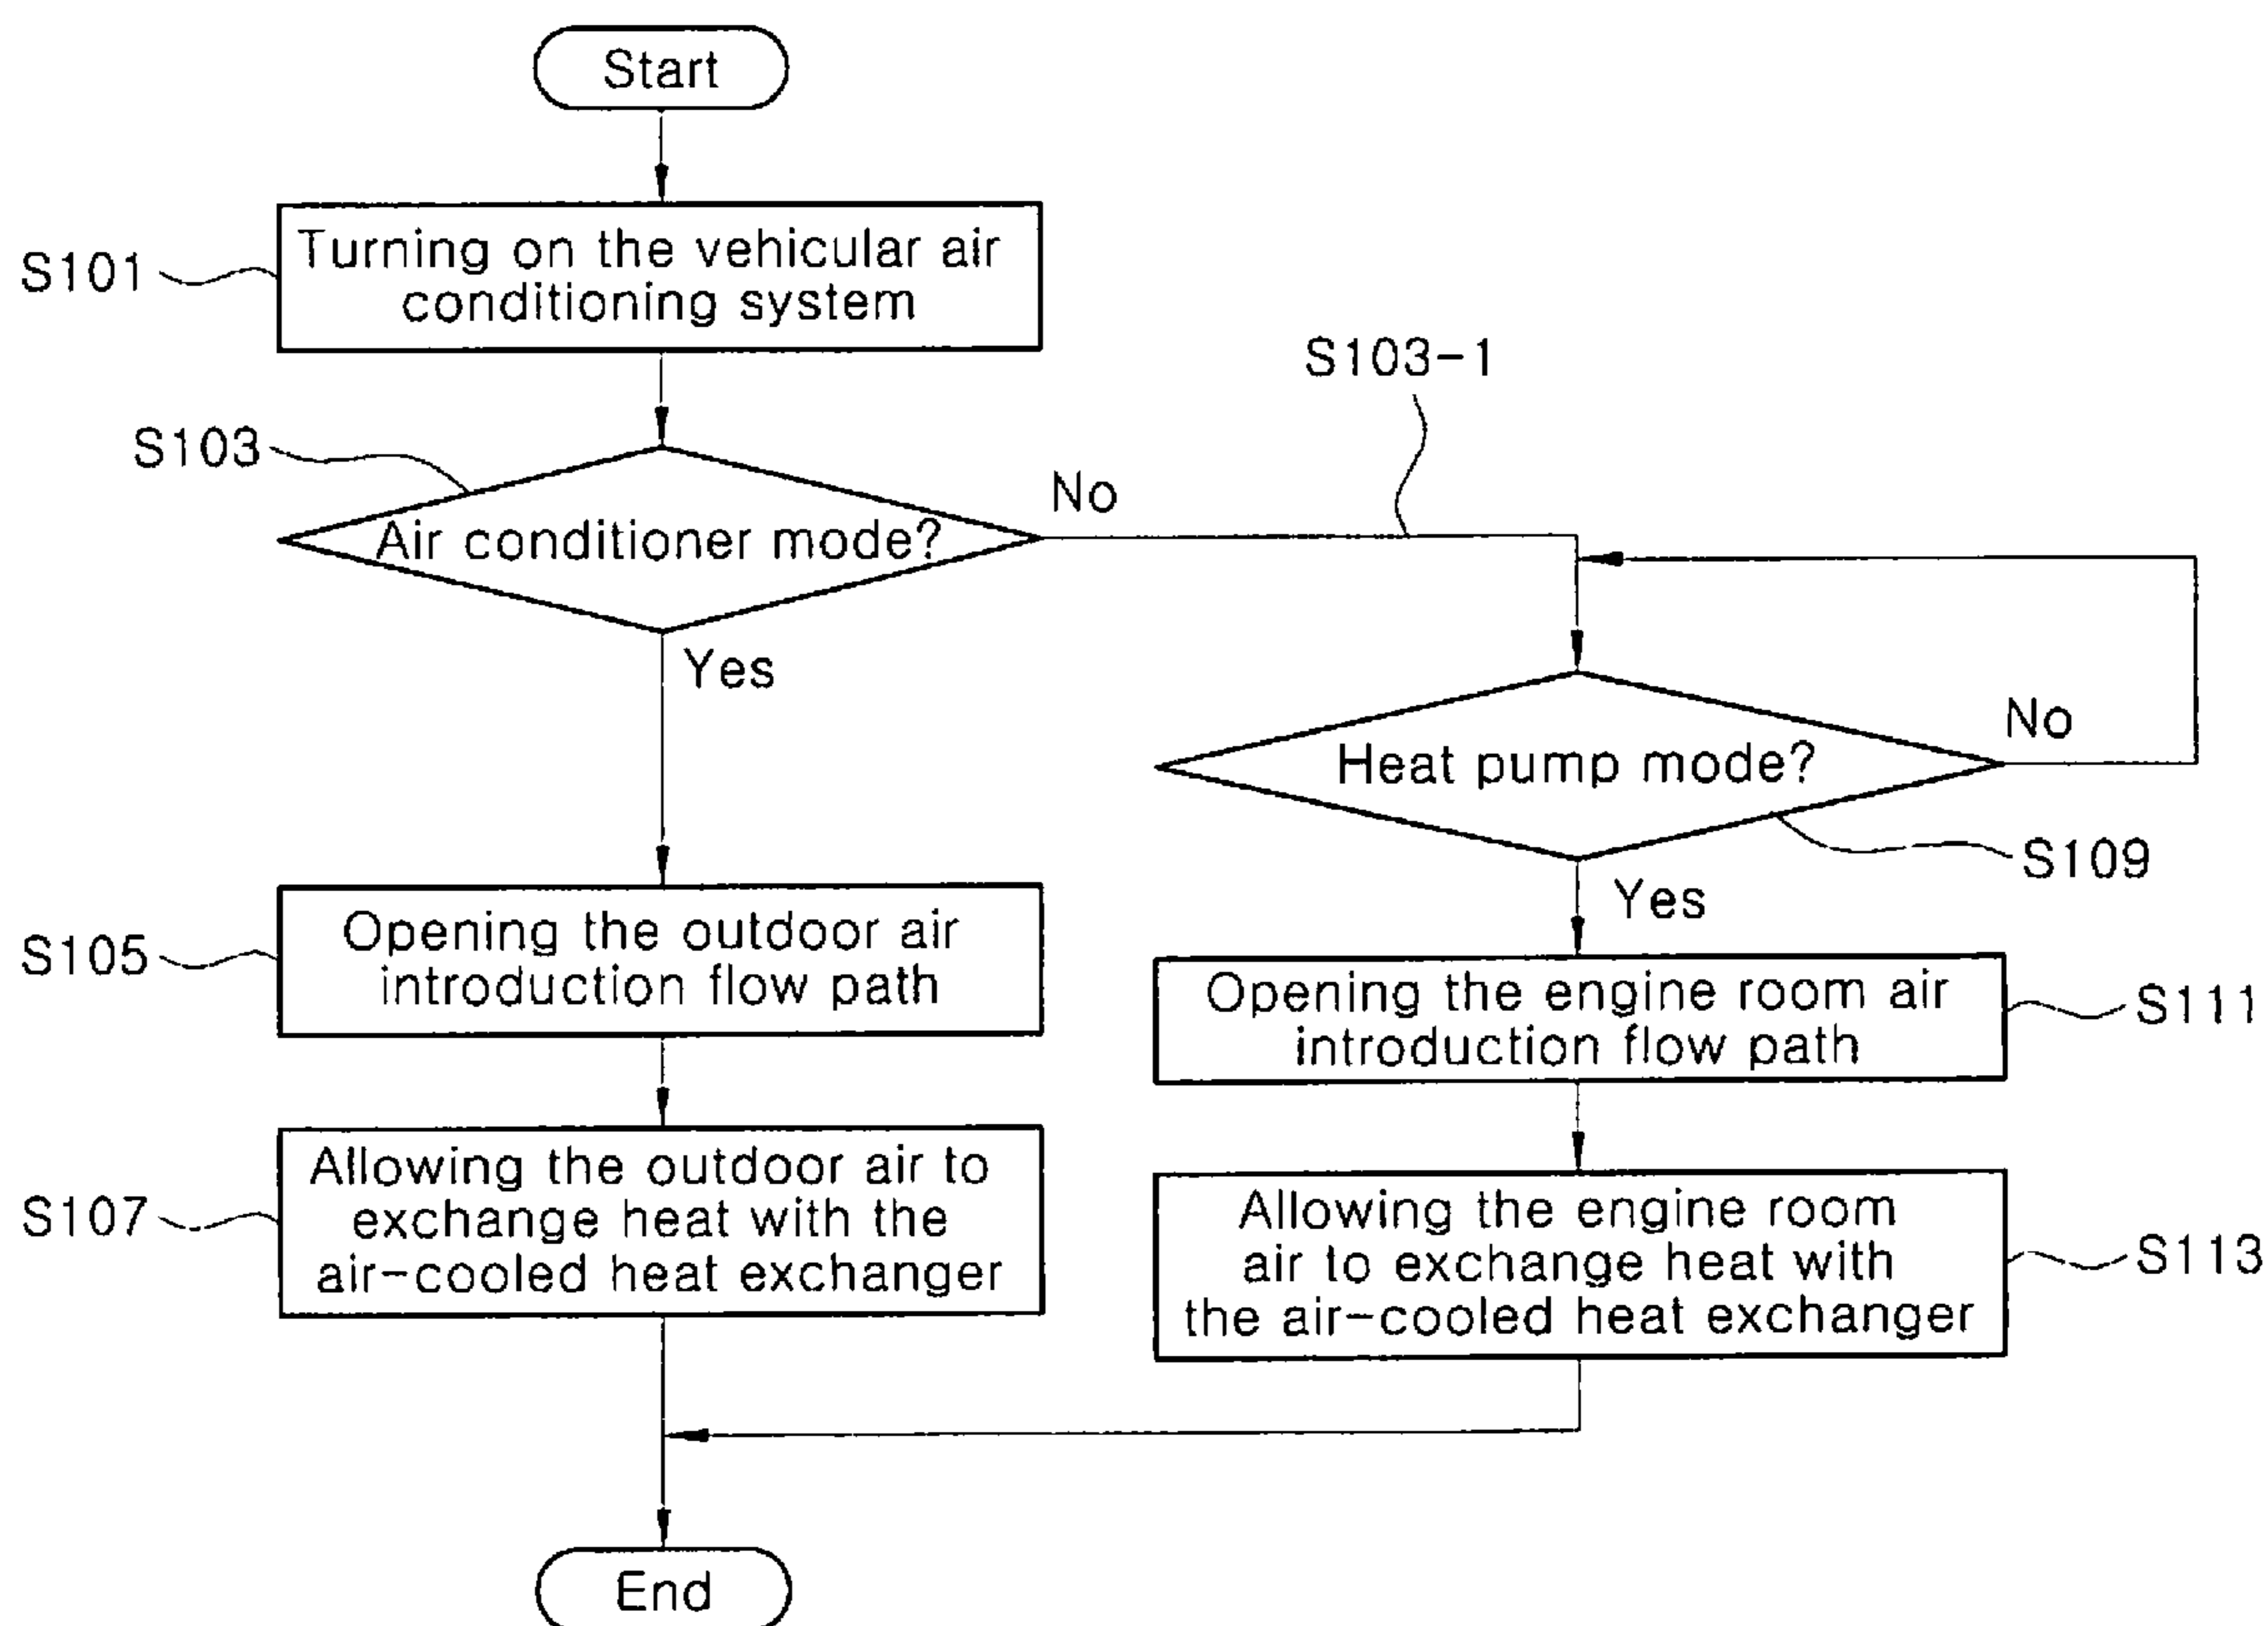 Start
S101
Turning on the vehicular air
conditioning system
S103-1
S103
No
Air conditioner mode?
Yes
No
Heat pump mode?
S109
Yes
S105
Opening the outdoor air
introduction flow path
Opening the engine room air
introduction flow path
S111
S107
Allowing the outdoor air to
exchange heat with the
air-cooled heat exchanger
Allowing the engine room
air to exchange heat with
the air-cooled heat exchanger
S113
End